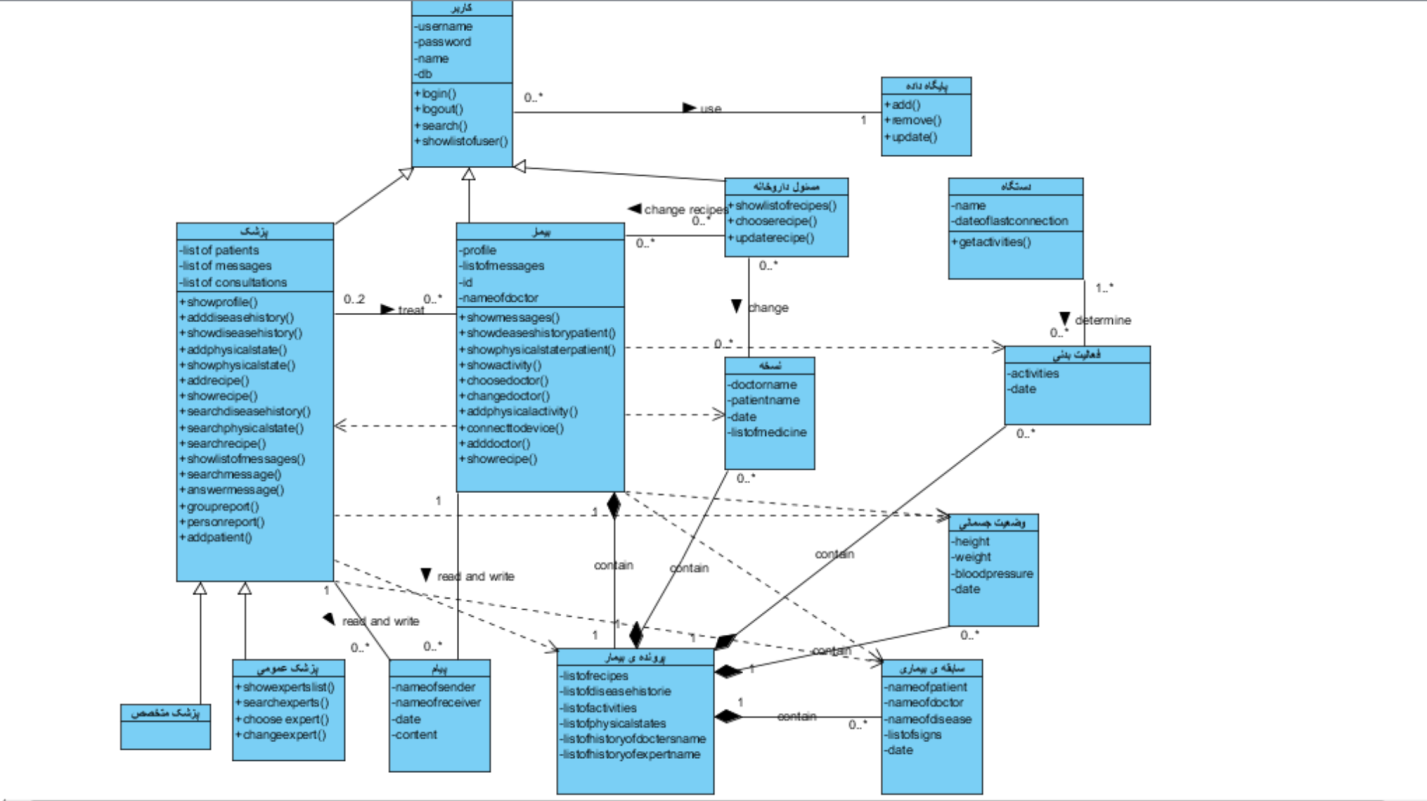 کاربر
-username
-password
-name
-db
+login()
+logout()
+search()
+showlistofuser()
0..*
use
1
پایگاه داده
+add()
+remove()
+update()
مسئول داروخانه
+showlistofrecipes()
+chooserecipe()
+updaterecipe()
change recipes
0..*
0..*
دستگاه
-name
-dateoflastconnection
+getactivities()
پزشک
-list of patients
-list of messages
-list of consultations
+showprofile()
+adddiseasehistory()
+showdiseasehistory()
+addphysicalstate()
+showphysicalstate()
+addrecipe()
+showrecipe()
+searchdiseasehistory()
+searchphysicalstate()
+searchrecipe()
+showlistofmessages()
+searchmessage()
+answermessage()
+groupreport()
+personreport()
+addpatient()
0..2
treat
0..*
بیمار
-profile
-listofmessages
-id
-nameofdoctor
+showmessages()
+showdeaseshistorypatient()
+showphysicalstaterpatient()
+showactivity()
+choosedoctor()
+changedoctor()
+addphysicalactivity()
+connecttodevice()
+adddoctor()
+showrecipe()
0..*
change
0..*
نسخه
-doctorname
-patientname
-date
-listofmedicine
0..*
1..*
determine
0..*
فعالیت بدنی
-activities
-date
0..*
وضعیت جسمانی
-height
-weight
-bloodpressure
-date
0..*
1
1
contain
contain
contain
read and write
1
read and write
0..*
0..*
1
1
1
contain
1
1
contain
0..*
پزشک متخصص
پزشک عمومی
+showexpertslist()
+searchexperts()
+choose expert()
+changeexpert()
پیام
-nameofsender
-nameofreceiver
-date
-content
پرونده ی بیمار
-listofrecipes
-listofdiseasehistorie
-listofactivities
-listofphysicalstates
-listofhistoryofdoctersname
-listofhistoryofexpertname
سابقه ی بیماری
-nameofpatient
-nameofdoctor
-nameofdisease
-listofsigns
-date